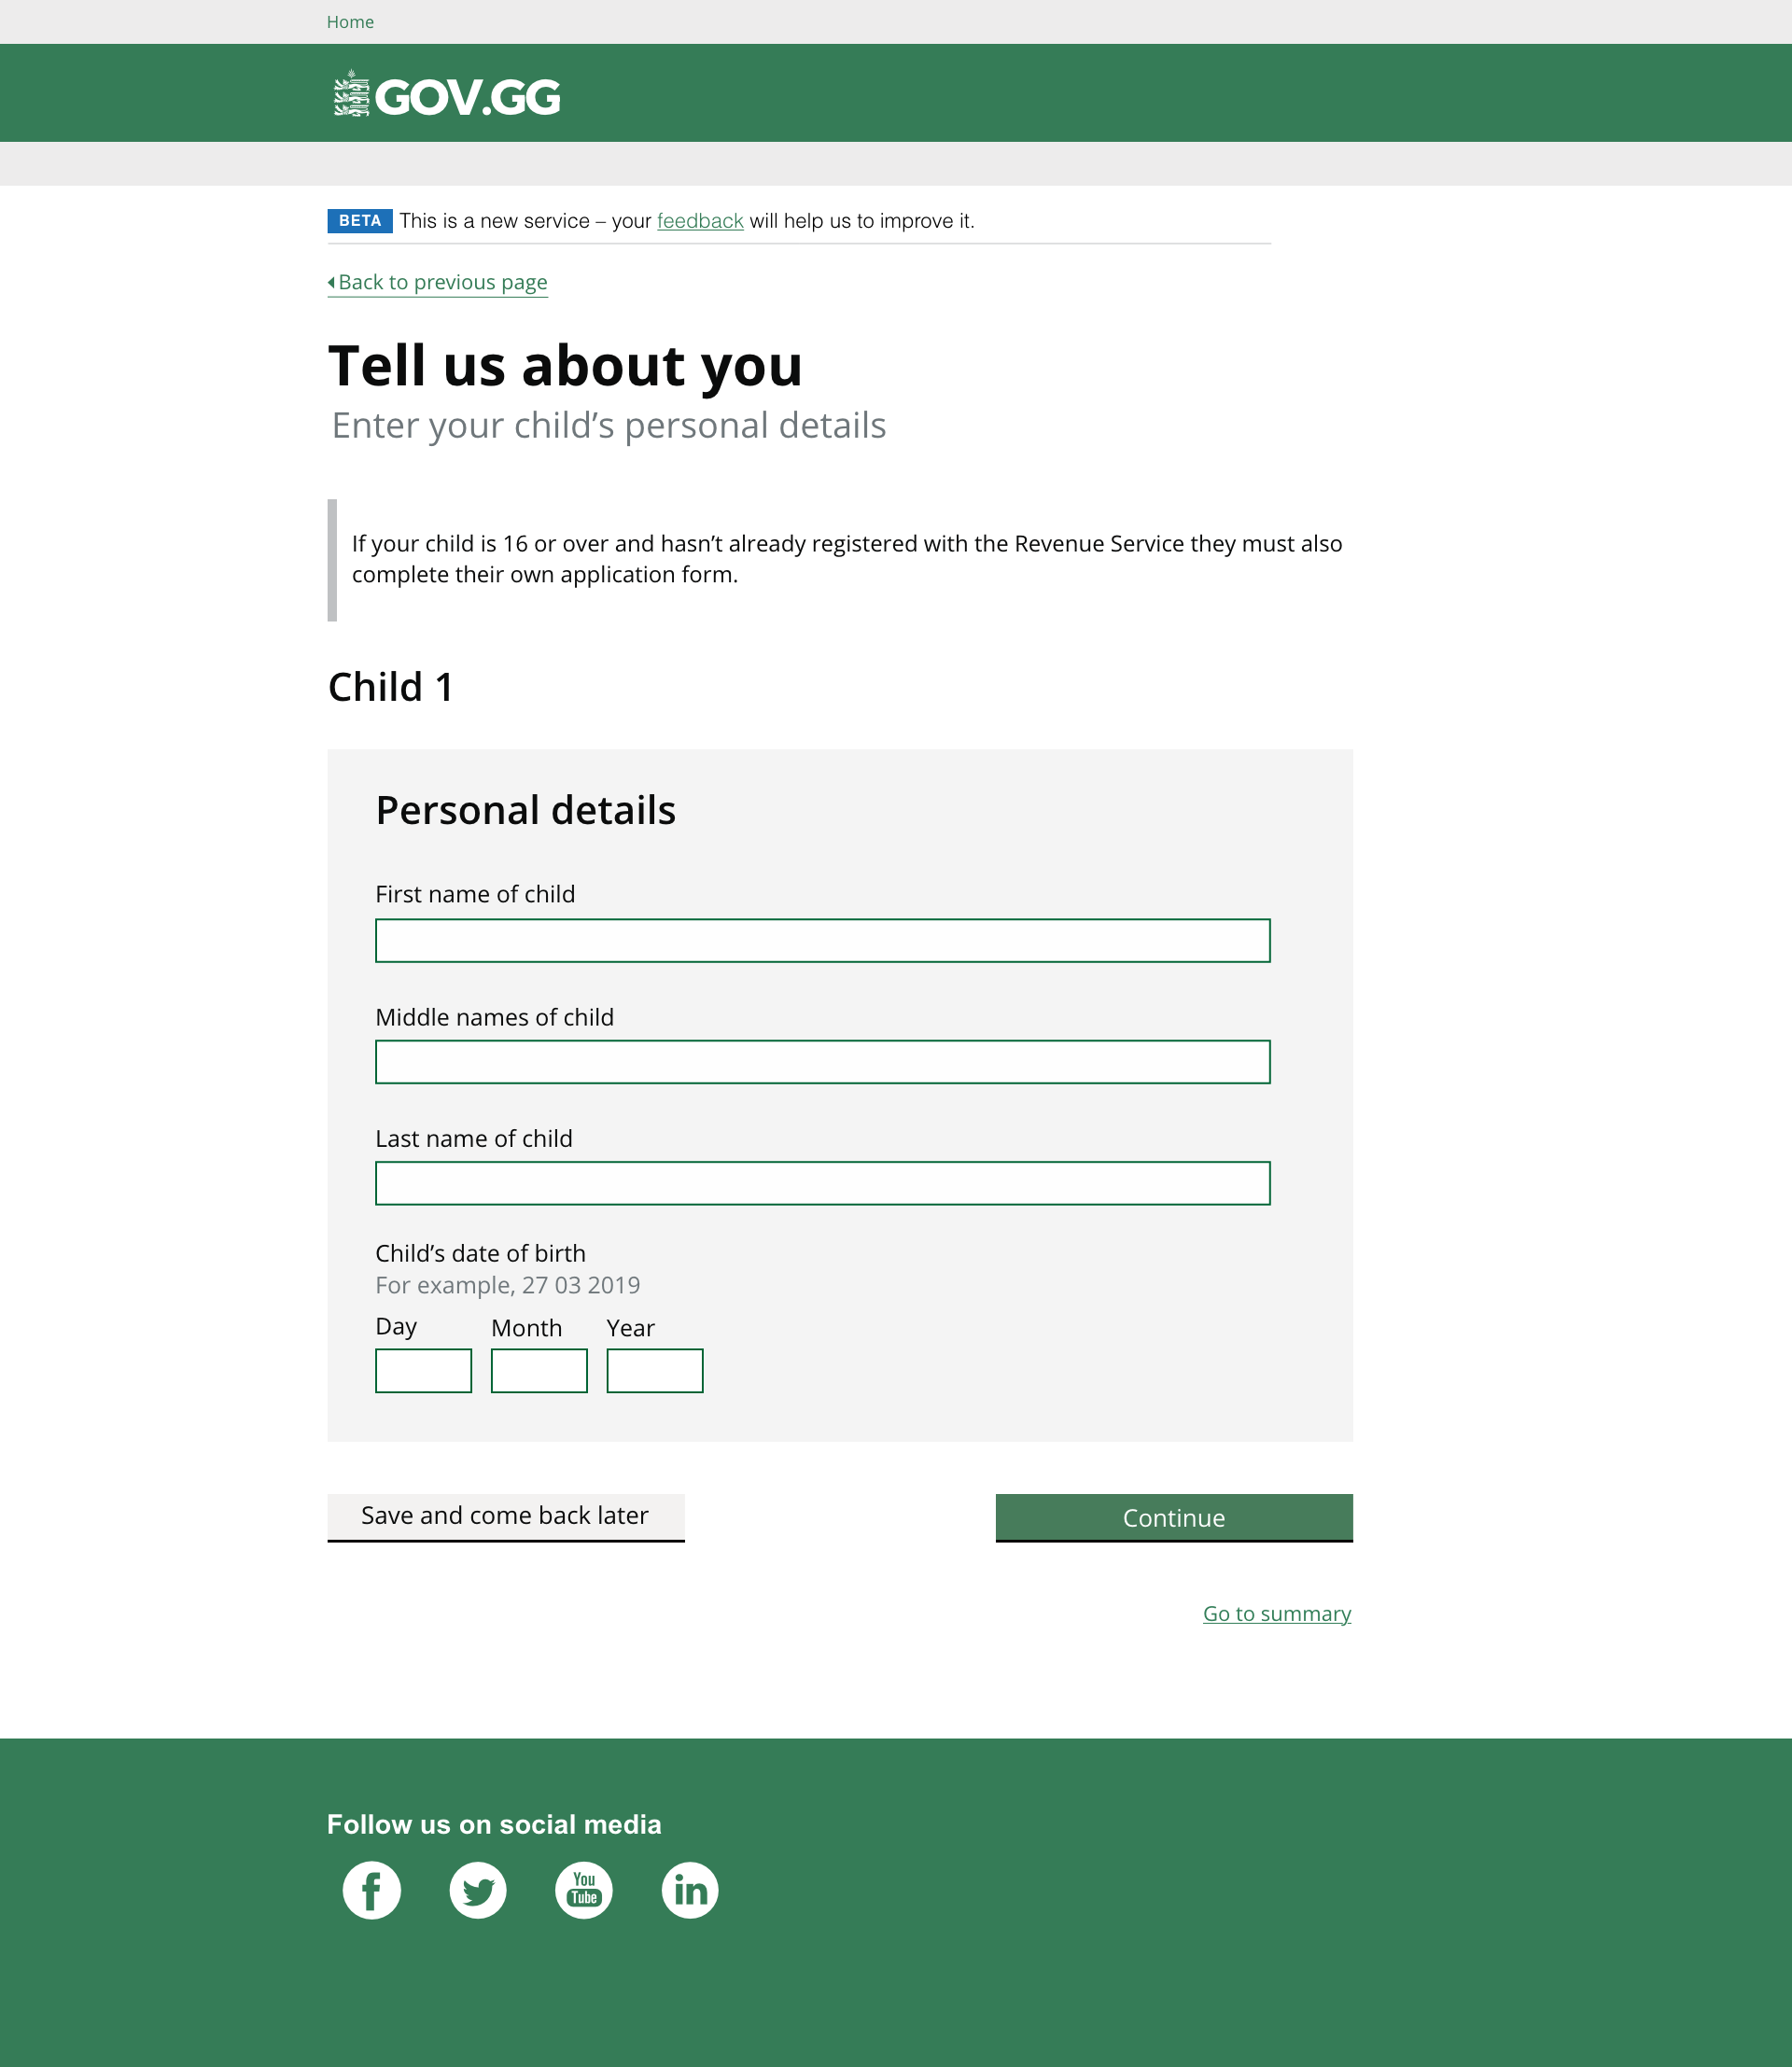 Home
GOV.GG
BETA This is a new service – your feedback will help us to improve it.
Back to previous page
Tell us about you
Enter your child’s personal details
If your child is 16 or over and hasn’t already registered with the Revenue Service they must also
complete their own application form.
Child 1
Personal details
First name of child
Middle names of child
Last name of child
Child’s date of birth
For example, 27 03 2019
Day Month Year
Save and come back later Continue
Go to summary
Follow us on social media
f You in
Tube